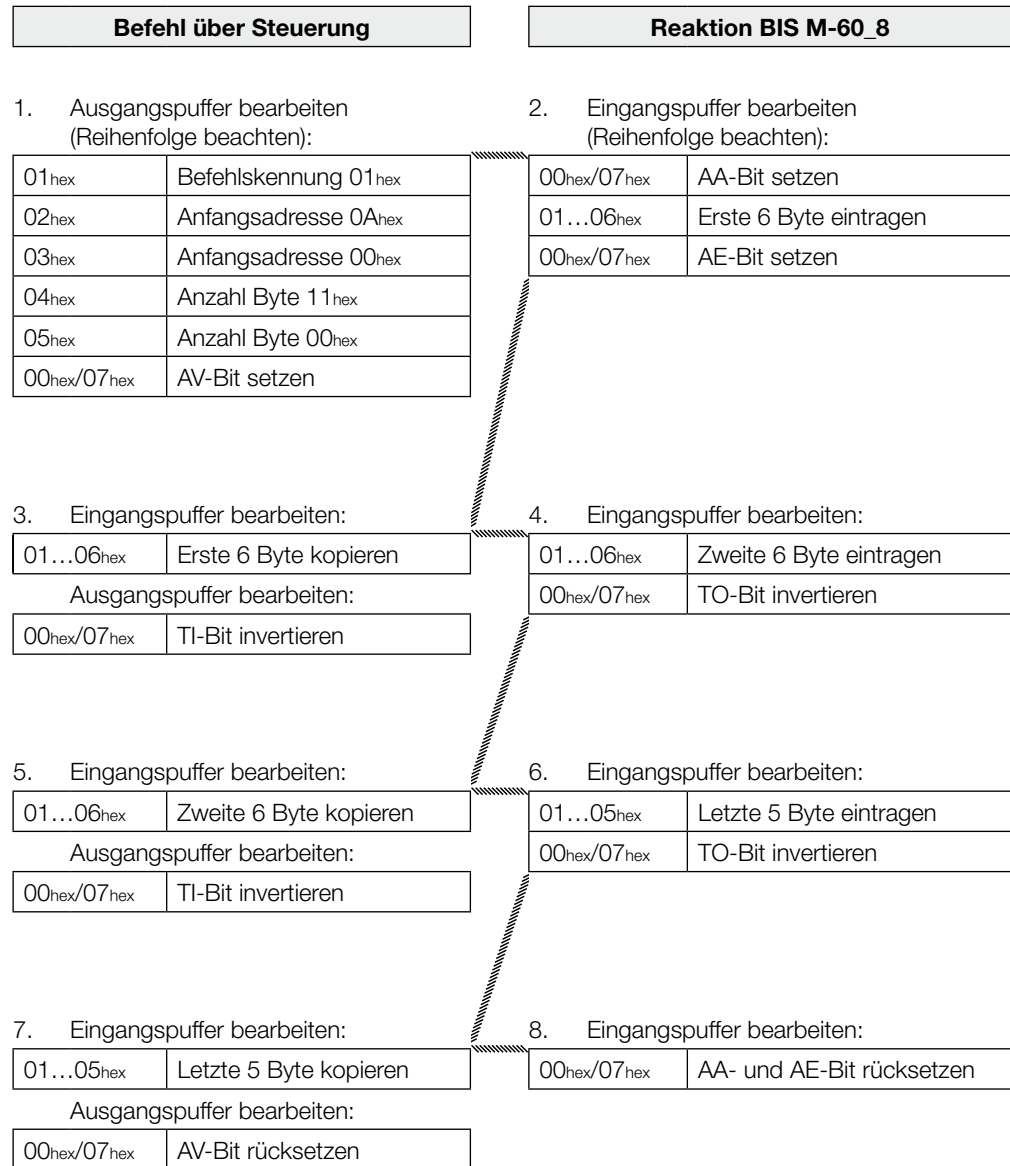 Befehl über Steuerung
Reaktion BIS M-60_8
1. Ausgangspuffer bearbeiten
(Reihenfolge beachten):
01hex Befehlskennung 01hex
02hex Anfangsadresse 0Ahex
03hex Anfangsadresse 00hex
04hex Anzahl Byte 11hex
05hex Anzahl Byte 00hex
00hex/07hex AV-Bit setzen
2. Eingangspuffer bearbeiten
(Reihenfolge beachten):
00hex/07hex AA-Bit setzen
01…06hex Erste 6 Byte eintragen
00hex/07hex AE-Bit setzen
3. Eingangspuffer bearbeiten:
01…06hex Erste 6 Byte kopieren
Ausgangspuffer bearbeiten:
00hex/07hex TI-Bit invertieren
4. Eingangspuffer bearbeiten:
01…06hex Zweite 6 Byte eintragen
00hex/07hex TO-Bit invertieren
5. Eingangspuffer bearbeiten:
01…06hex Zweite 6 Byte kopieren
Ausgangspuffer bearbeiten:
00hex/07hex TI-Bit invertieren
6. Eingangspuffer bearbeiten:
01…05hex Letzte 5 Byte eintragen
00hex/07hex TO-Bit invertieren
7. Eingangspuffer bearbeiten:
01…05hex Letzte 5 Byte kopieren
Ausgangspuffer bearbeiten:
00hex/07hex AV-Bit rücksetzen
8. Eingangspuffer bearbeiten:
00hex/07hex AA- und AE-Bit rücksetzen